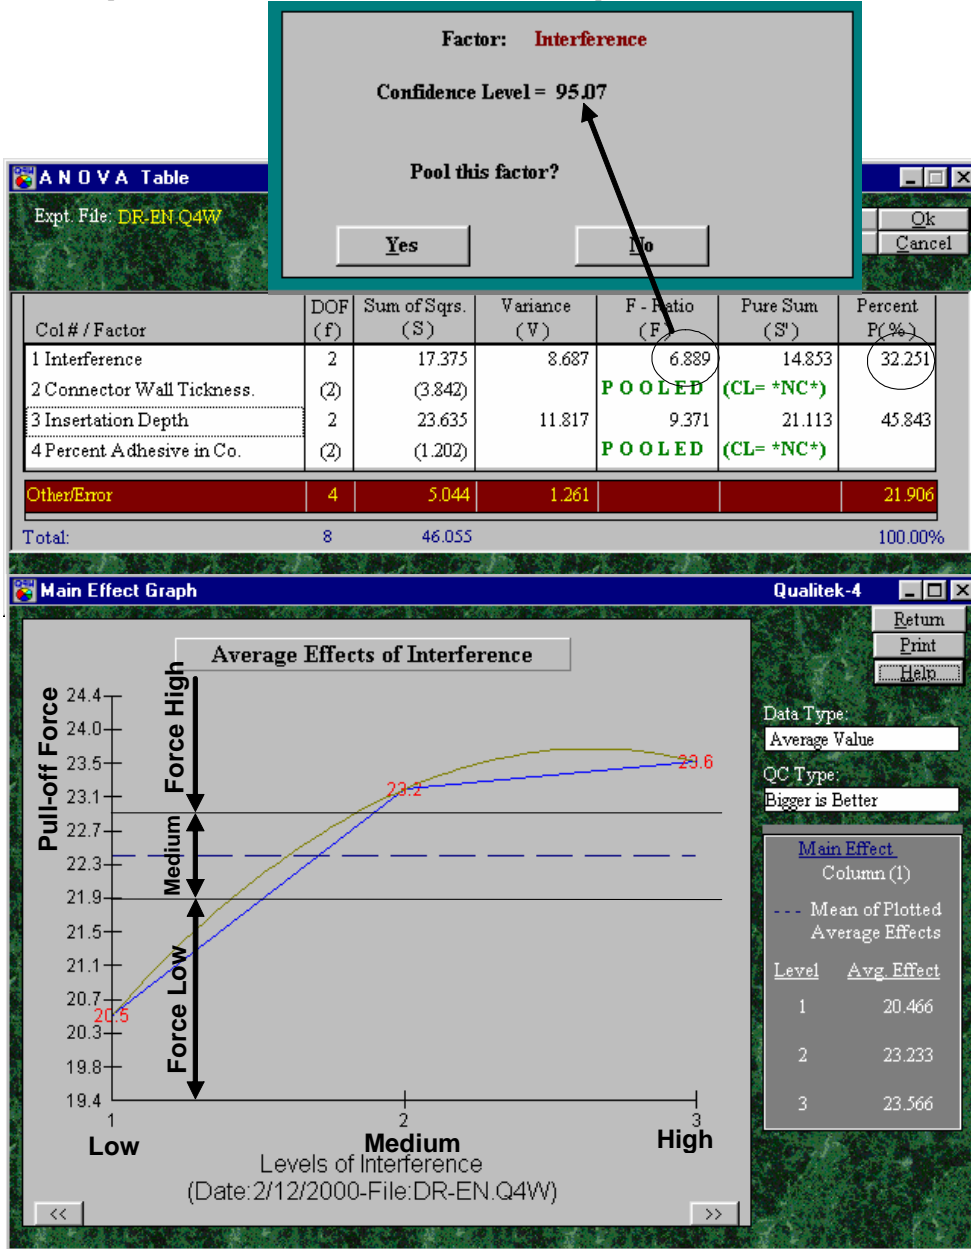 Factor: Interference
Confidence Level = 95.07
Pool this factor?
Yes No
A N O V A Table
Expt. File: DR-EN.Q4W
Ok
Cancel
Col# / Factor DOF (f) Sum of Sqrs. (S) Variance (V) F - Ratio (F) Pure Sum (S') Percent P(%)
1 Interference 2 17.375 8.687 6.889 14.853 32.251
2 Connector Wall Tickness. (2) (3.842) POOLED (CL= *NC*)
3 Insertation Depth 2 23.635 11.817 9.371 21.113 45.843
4 Percent Adhesive in Co. (2) (1.202) POOLED (CL= *NC*)
Other/Error 4 5.044 1.261 21.906
Total: 8 46.055 100.00%
Main Effect Graph Qualitek-4
Return
Print
Help
Average Effects of Interference
Pull-off Force
Force High
Medium
Force Low
24.4
24.0
23.5
23.1
22.7
22.3
21.9
21.5
21.1
20.7
20.3
19.8
19.4
20.5
23.2
23.6
1 2 3
Low Medium High
Levels of Interference
(Date:2/12/2000-File:DR-EN.Q4W)
<< >>
Data Type:
Average Value
QC Type:
Bigger is Better
Main Effect
Column (1)
--- Mean of Plotted
Average Effects
Level Avg. Effect
1 20.466
2 23.233
3 23.566